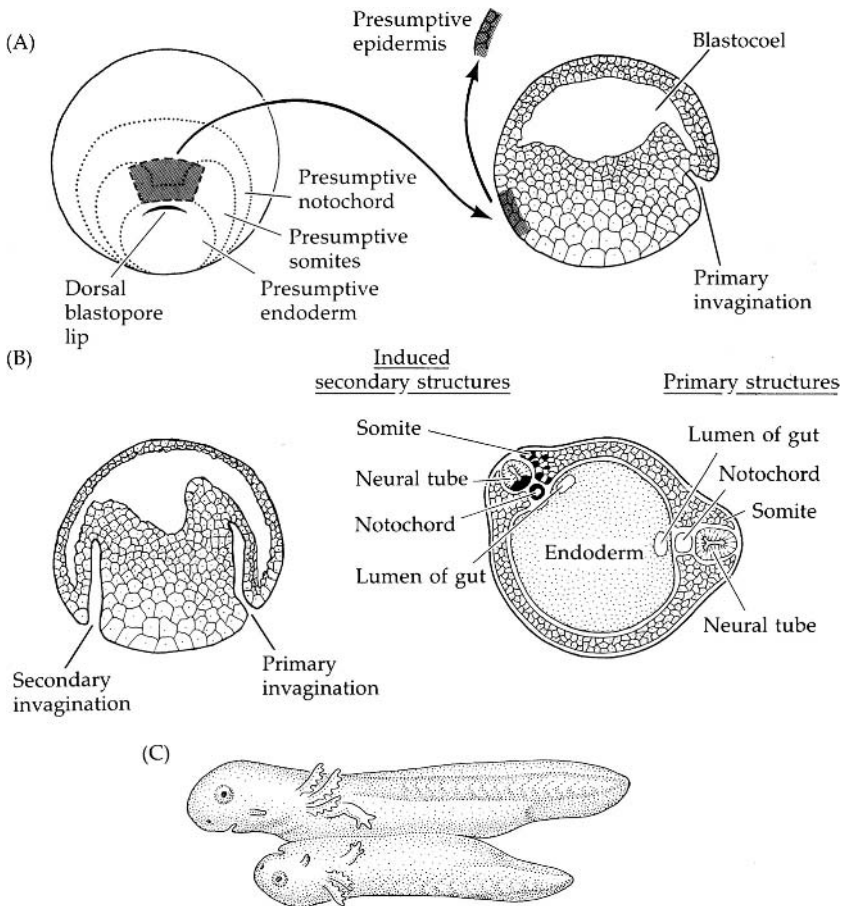 (A)
Presumptive
epidermis
Blastocoel
Presumptive
notochord
Presumptive
somites
Dorsal
blastopore
lip
Presumptive
endoderm
Primary
invagination
(B)
Induced
secondary structures
Primary structures
Somite
Neural tube
Notochord
Lumen of gut
Endoderm
Lumen of gut
Notochord
Somite
Neural tube
Secondary
invagination
Primary
invagination
(C)